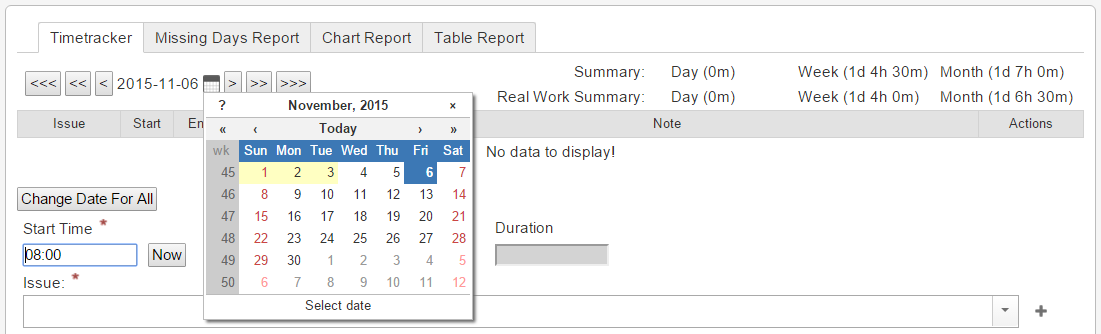 Timetracker Missing Days Report Chart Report Table Report
<<< << < 2015-11-06 > >> >>> Summary: Day (0m) Week (1d 4h 30m) Month (1d 7h 0m)
Real Work Summary: Day (0m) Week (1d 4h 0m) Month (1d 6h 30m)
? November, 2015 ×
Issue Start En Note Actions
« ‹ Today › »
wk Sun Mon Tue Wed Thu Fri Sat
No data to display!
45 1 2 3 4 5 6 7
46 8 9 10 11 12 13 14
Change Date For All
47 15 16 17 18 19 20 21
Start Time * Duration
48 22 23 24 25 26 27 28
08:00 Now
49 29 30 1 2 3 4 5
Issue: *
50 6 7 8 9 10 11 12
Select date